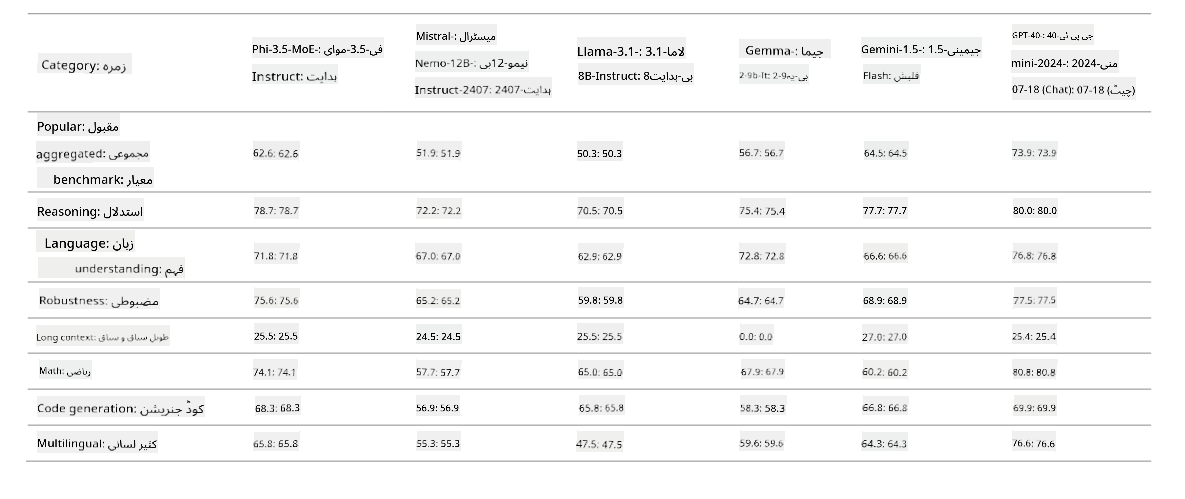 Category: زمرہ
Phi-3.5-MoE-: فی-3.5-موای
Instruct: ہدایت
Mistral-: میسٹرال-
Nemo-12B-: نیمو-12بی-
Instruct-2407: ہدایت-2407
Llama-3.1-: لاما-3.1-
8B-Instruct: 8بی-ہدایت
Gemma-: جیما-
2-9b-It: 2-9بی-یہ
Gemini-1.5-: جیمینی-1.5-
Flash: فلیش
GPT-4o: جی پی ٹی-4o
mini-2024-: منی-2024-
07-18 (Chat): 07-18 (چیٹ)
Popular: مقبول
aggregated: مجموعی
benchmark: معیار
62.6: 62.6
51.9: 51.9
50.3: 50.3
56.7: 56.7
64.5: 64.5
73.9: 73.9
Reasoning: استدلال
78.7: 78.7
72.2: 72.2
70.5: 70.5
75.4: 75.4
77.7: 77.7
80.0: 80.0
Language: زبان
understanding: فہم
71.8: 71.8
67.0: 67.0
62.9: 62.9
72.8: 72.8
66.6: 66.6
76.8: 76.8
Robustness: مضبوطی
75.6: 75.6
65.2: 65.2
59.8: 59.8
64.7: 64.7
68.9: 68.9
77.5: 77.5
Long context: طویل سیاق و سباق
25.5: 25.5
24.5: 24.5
25.5: 25.5
0.0: 0.0
27.0: 27.0
25.4: 25.4
Math: ریاضی
74.1: 74.1
57.7: 57.7
65.0: 65.0
67.9: 67.9
60.2: 60.2
80.8: 80.8
Code generation: کوڈ جنریشن
68.3: 68.3
56.9: 56.9
65.8: 65.8
58.3: 58.3
66.8: 66.8
69.9: 69.9
Multilingual: کثیر لسانی
65.8: 65.8
55.3: 55.3
47.5: 47.5
59.6: 59.6
64.3: 64.3
76.6: 76.6